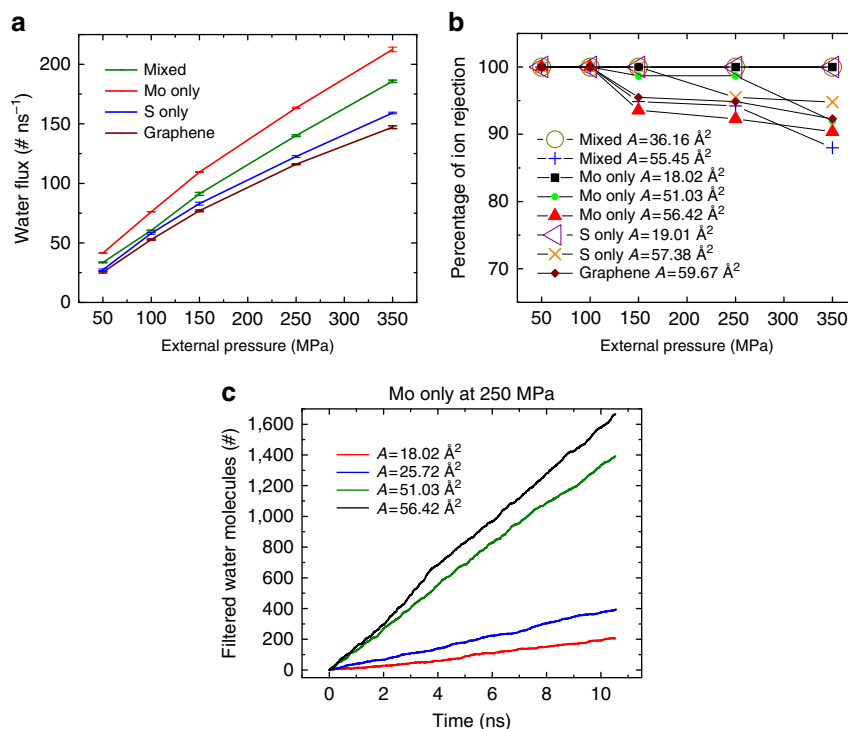 a
200
150
100
50
0
Water flux (# ns⁻¹)
Mixed
Mo only
S only
Graphene
50 100 150 200 250 300 350
External pressure (MPa)
b
100
90
80
70
Percentage of ion rejection
Mixed A=36.16 Å²
Mixed A=55.45 Å²
Mo only A=18.02 Å²
Mo only A=51.03 Å²
Mo only A=56.42 Å²
S only A=19.01 Å²
S only A=57.38 Å²
Graphene A=59.67 Å²
50 100 150 200 250 300 350
External pressure (MPa)
c
Mo only at 250 MPa
1,600
1,400
1,200
1,000
800
600
400
200
0
Filtered water molecules (#)
A=18.02 Å²
A=25.72 Å²
A=51.03 Å²
A=56.42 Å²
0 2 4 6 8 10
Time (ns)